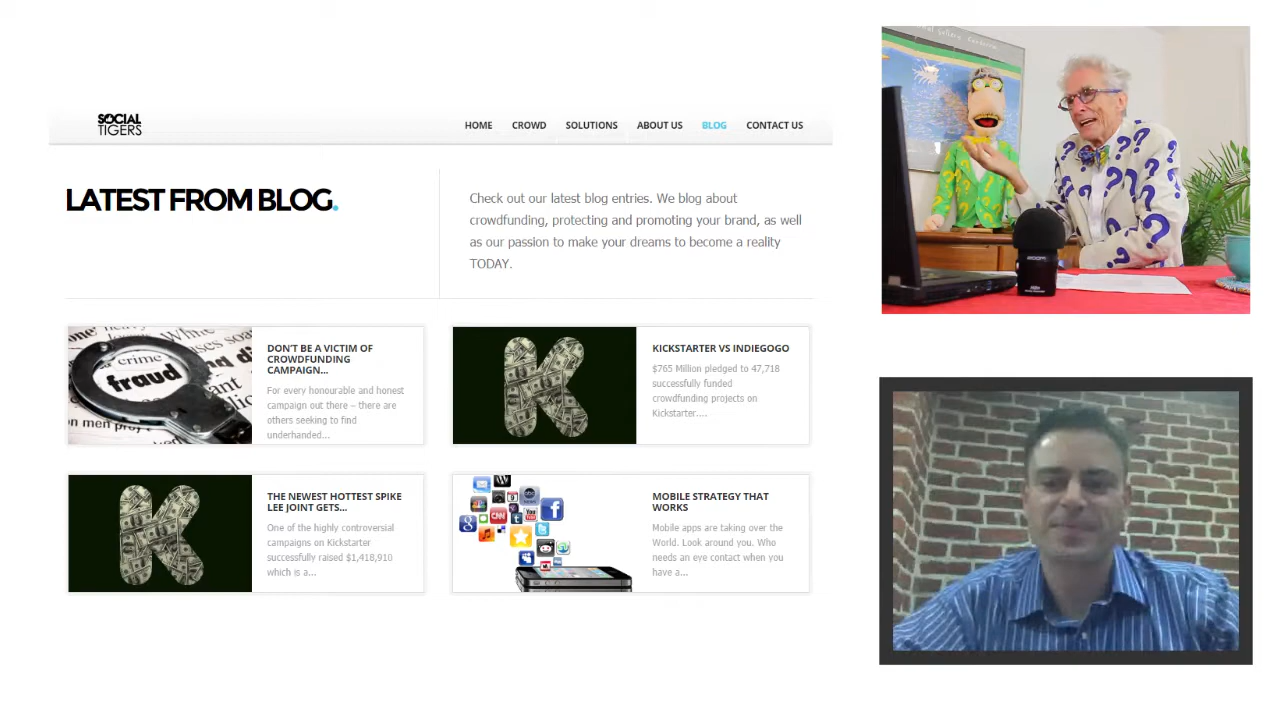 SOCIAL
TIGERS
HOME CROWD SOLUTIONS ABOUT US BLOG CONTACT US
LATEST FROM BLOG.
Check out our latest blog entries. We blog about
crowdfunding, protecting and promoting your brand, as well
as our passion to make your dreams to become a reality
TODAY.
crime
fraud
DON'T BE A VICTIM OF
CROWDFUNDING
CAMPAIGN...
For every honourable and honest
campaign out there – there are
others seeking to find
underhanded...
K
KICKSTARTER VS INDIEGOGO
$765 Million pledged to 47,718
successfully funded
crowdfunding projects on
Kickstarter....
K
THE NEWEST HOTTEST SPIKE
LEE JOINT GETS...
One of the highly controversial
campaigns on Kickstarter
successfully raised $1,418,910
which is a...
abc
CNN
You
MOBILE STRATEGY THAT
WORKS
Mobile apps are taking over the
World. Look around you. Who
needs an eye contact when you
have a...
zoom